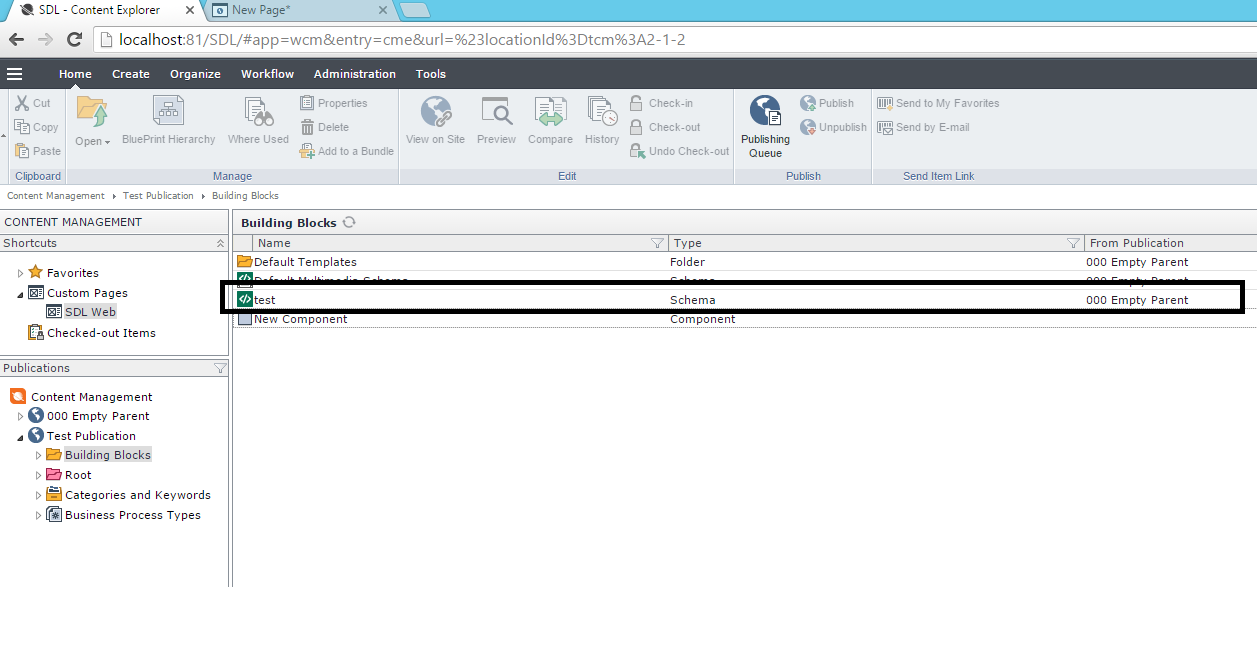 SDL - Content Explorer
New Page*
localhost:81/SDL/#app=wcm&entry=cme&url=%23locationId%3Dtcm%3A2-1-2
Home Create Organize Workflow Administration Tools
Cut
Copy
Paste
Clipboard
Open
BluePrint Hierarchy
Where Used
Properties
Delete
Add to a Bundle
Manage
View on Site
Preview
Compare
History
Check-in
Check-out
Undo Check-out
Edit
Publishing
Queue
Publish
Unpublish
Publish
Send to My Favorites
Send by E-mail
Send Item Link
Content Management Test Publication Building Blocks
CONTENT MANAGEMENT
Shortcuts
Favorites
Custom Pages
SDL Web
Checked-out Items
Publications
Content Management
000 Empty Parent
Test Publication
Building Blocks
Root
Categories and Keywords
Business Process Types
Building Blocks
Name Type From Publication
Default Templates Folder 000 Empty Parent
Default Multimedia Schema Schema 000 Empty Parent
test Schema 000 Empty Parent
New Component Component